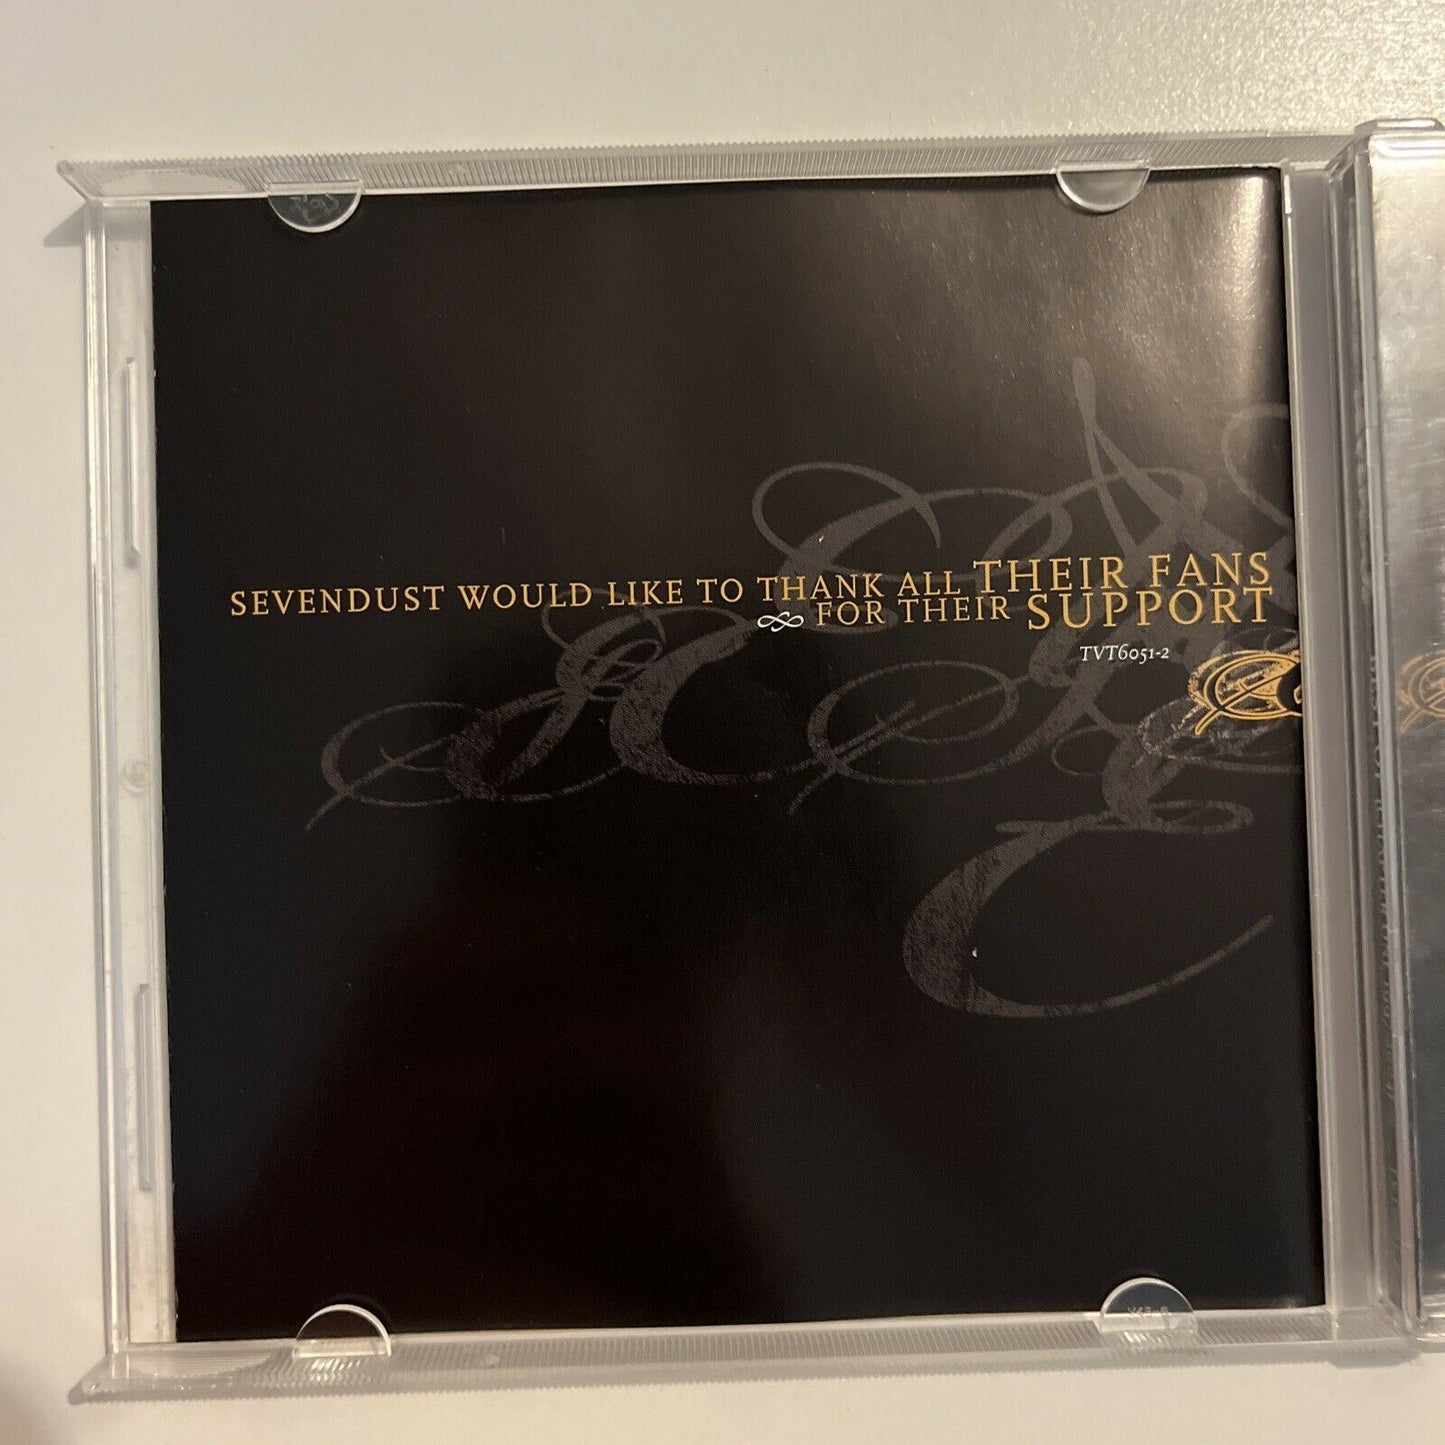 SEVENDUST WOULD LIKE TO THANK ALL THEIR FANS
FOR THEIR SUPPORT
TVT6051-2